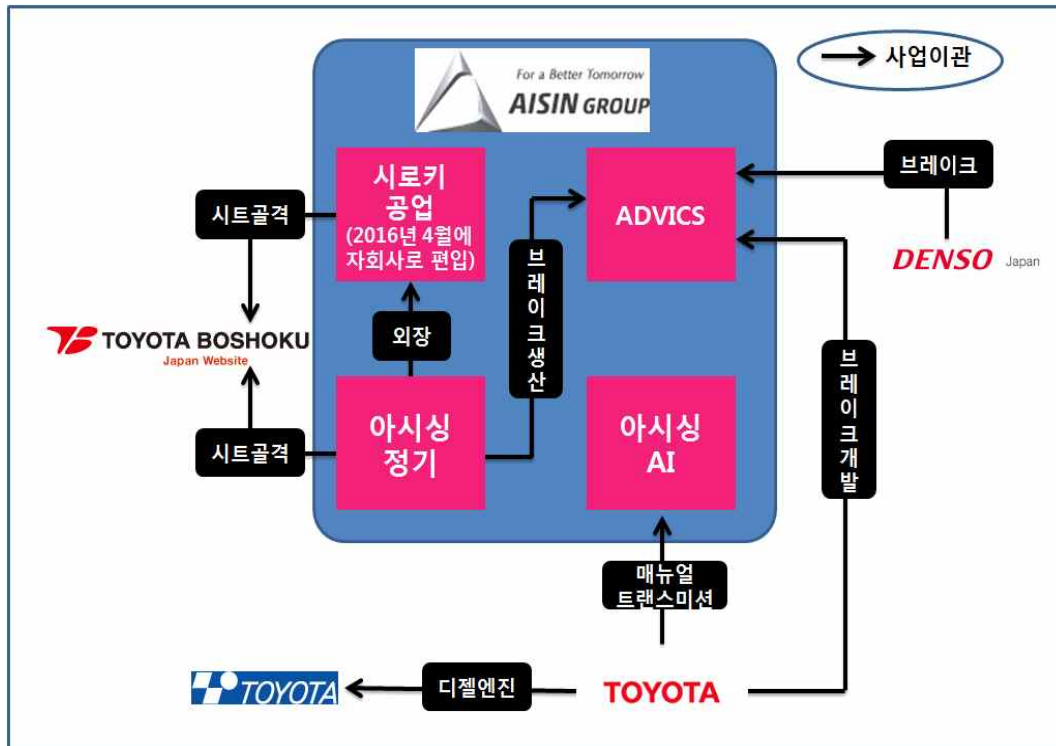 For a Better Tomorrow
AISIN GROUP
사업이관
시로키
공업
(2016년 4월에
자회사로 편입)
ADVICS
브레이크
DENSO Japan
시트골격
브레이크생산
외장
TOYOTA BOSHOKU
Japan Website
시트골격
아시싱
정기
아시싱
AI
브레이크개발
매뉴얼
트랜스미션
TOYOTA
디젤엔진
TOYOTA